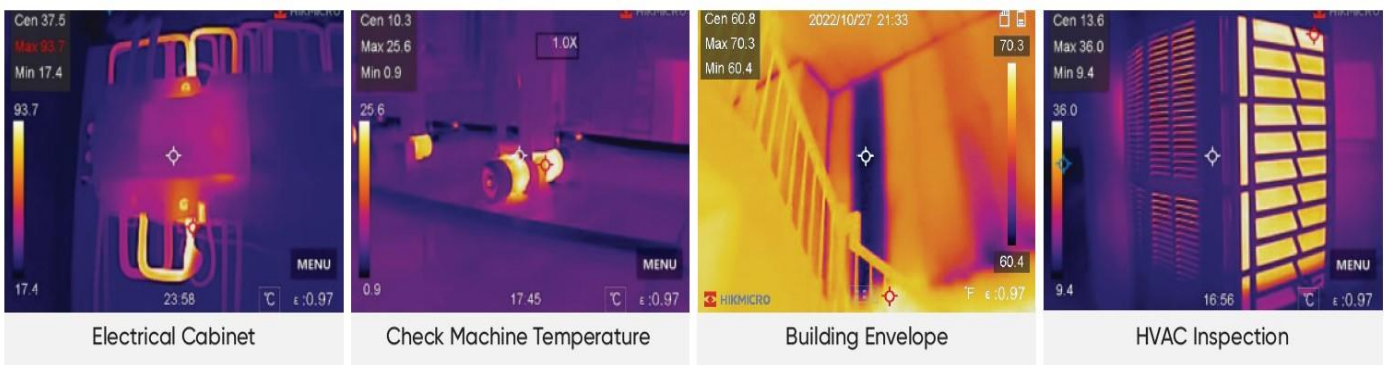 HIKMICRO
Cen 37.5
Max 93.7
Min 17.4
93.7
17.4
MENU
23:58
℃ ε :0.97
Electrical Cabinet
HIKMICRO
Cen 10.3
Max 25.6
Min 0.9
1.0X
25.6
0.9
MENU
17:45
℃ ε :0.97
Check Machine Temperature
Cen 60.8
2022/10/27 21:33
Max 70.3
Min 60.4
70.3
60.4
HIKMICRO
℉ ε :0.97
Building Envelope
HIKMICRO
Cen 13.6
Max 36.0
Min 9.4
36.0
9.4
MENU
16:56
℃ ε :0.97
HVAC Inspection